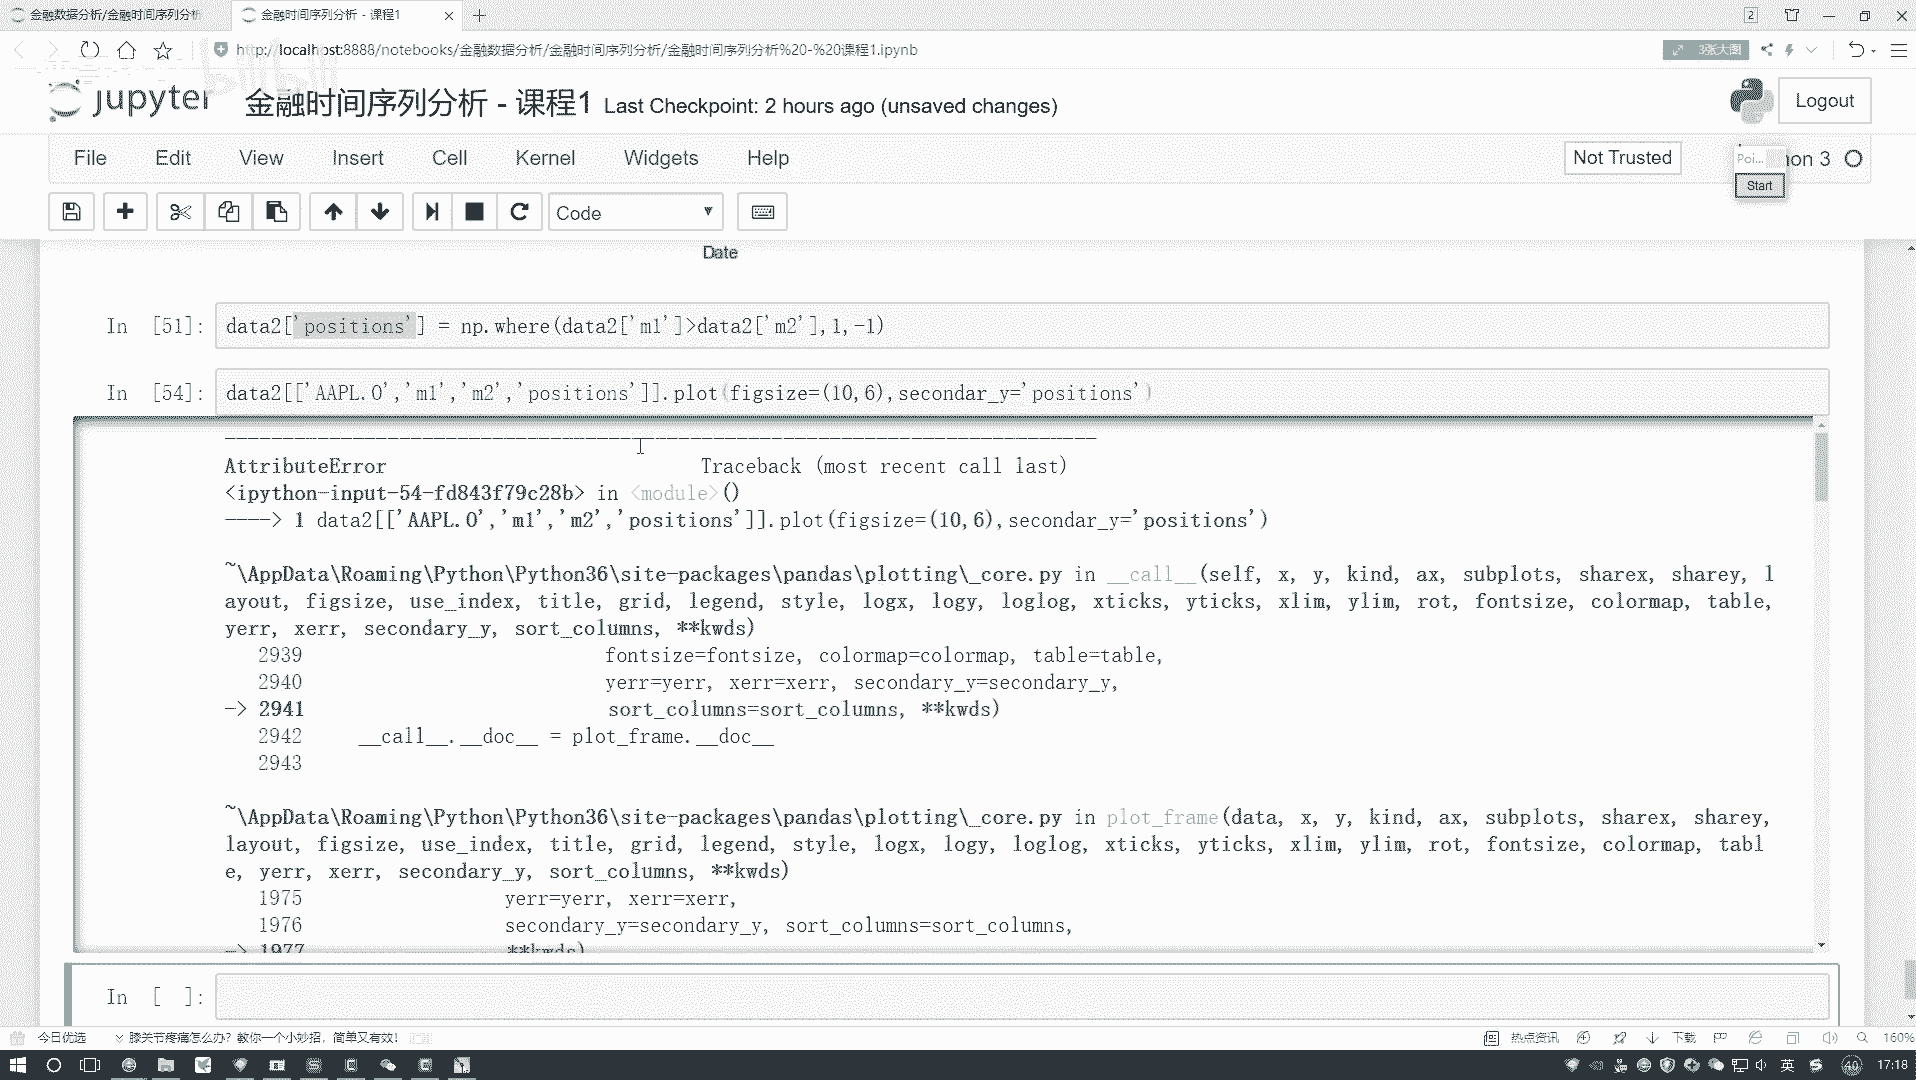 金融数据分析/金融时间序列分析
金融时间序列分析 - 课程1
2
http://localhost:8888/notebooks/金融数据分析/金融时间序列分析/金融时间序列分析%20-%20课程1.ipynb
3张大图
jupyter
金融时间序列分析 - 课程1 Last Checkpoint: 2 hours ago (unsaved changes)
Logout
File Edit View Insert Cell Kernel Widgets Help
Not Trusted
Poi...
Start
Code
Date
In [51]: data2['positions'] = np.where(data2['m1']>data2['m2'],1,-1)
In [54]: data2[['AAPL.O','m1','m2','positions']].plot(figsize=(10,6),secondar_y='positions')
AttributeError Traceback (most recent call last)
<ipython-input-54-fd843f79c28b> in <module>()
----> 1 data2[['AAPL.O','m1','m2','positions']].plot(figsize=(10,6),secondar_y='positions')
~\AppData\Roaming\Python\Python36\site-packages\pandas\plotting\_core.py in __call__(self, x, y, kind, ax, subplots, sharex, sharey, l
ayout, figsize, use_index, title, grid, legend, style, logx, logy, loglog, xticks, yticks, xlim, ylim, rot, fontsize, colormap, table,
yerr, xerr, secondary_y, sort_columns, **kwds)
2939 fontsize=fontsize, colormap=colormap, table=table,
2940 yerr=yerr, xerr=xerr, secondary_y=secondary_y,
-> 2941 sort_columns=sort_columns, **kwds)
2942 __call__.__doc__ = plot_frame.__doc__
2943
~\AppData\Roaming\Python\Python36\site-packages\pandas\plotting\_core.py in plot_frame(data, x, y, kind, ax, subplots, sharex, sharey,
layout, figsize, use_index, title, grid, legend, style, logx, logy, loglog, xticks, yticks, xlim, ylim, rot, fontsize, colormap, tabl
e, yerr, xerr, secondary_y, sort_columns, **kwds)
1975 yerr=yerr, xerr=xerr,
1976 secondary_y=secondary_y, sort_columns=sort_columns,
-> 1977 **kwds)
In [ ]:
今日优选
膝关节疼痛怎么办？教你一个小妙招，简单又有效！
热点资讯
下载
160%
英
40
17:18